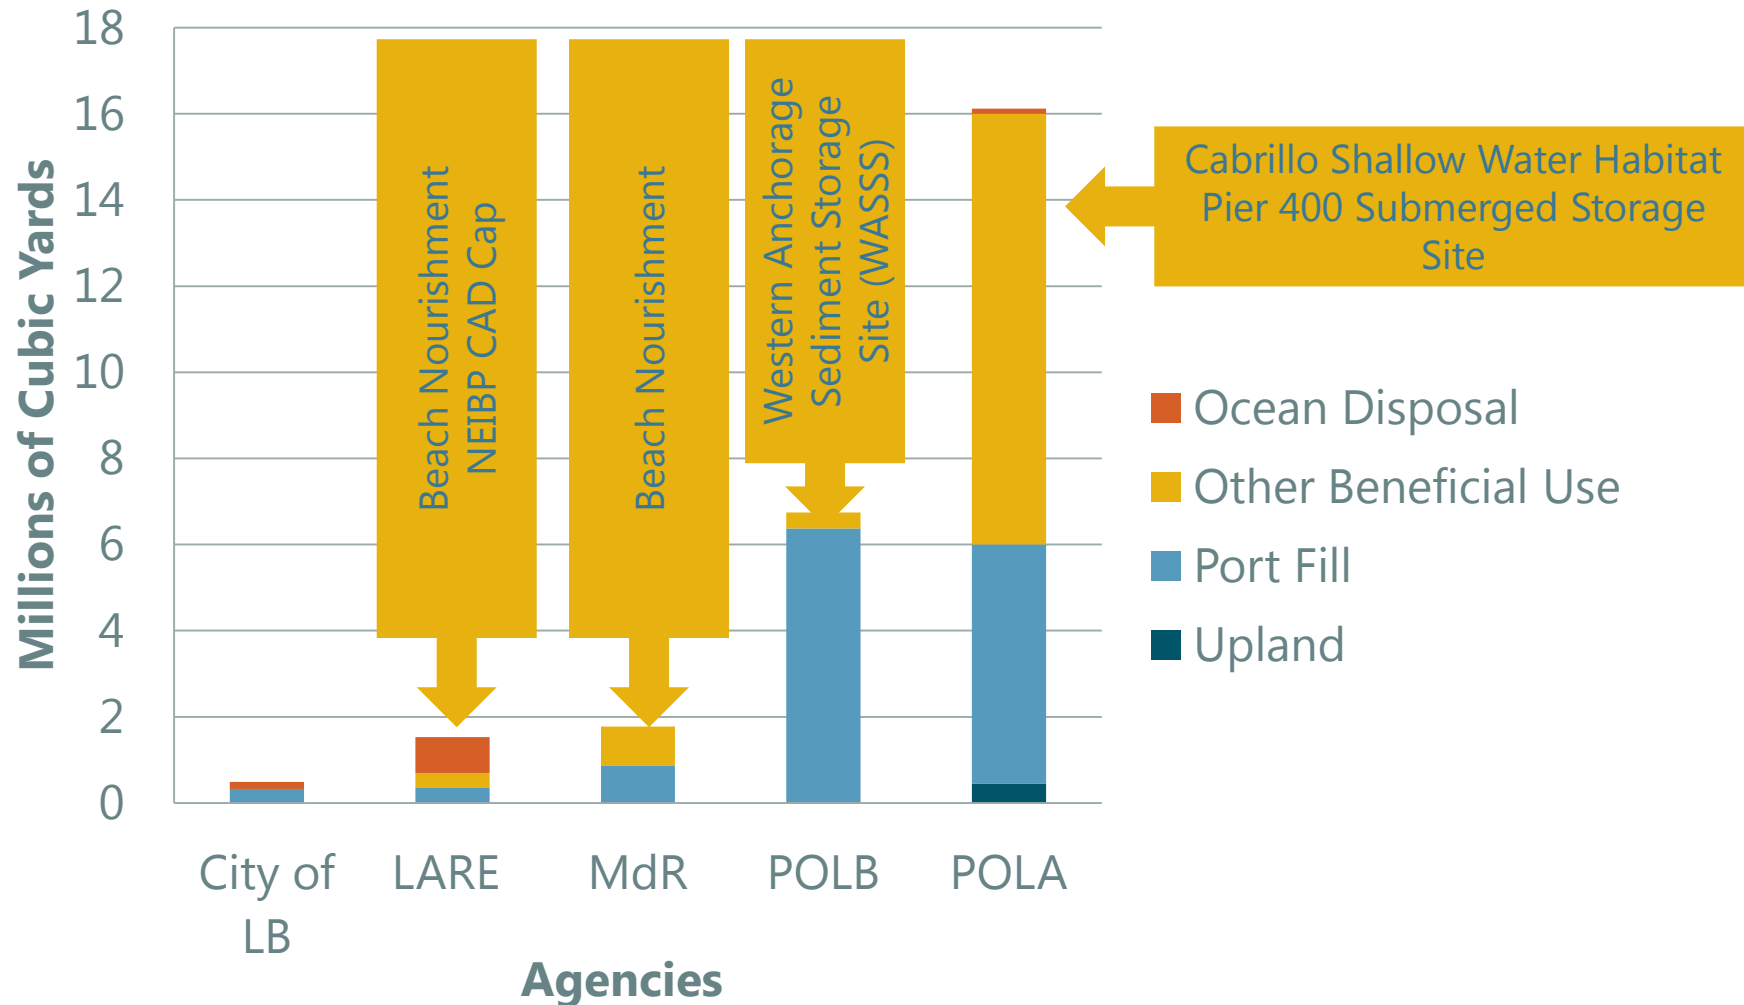 Millions of Cubic Yards
18
16
14
12
10
8
6
4
2
0
Beach Nourishment
NEIBP CAD Cap
Beach Nourishment
Western Anchorage
Sediment Storage
Site (WASSS)
Cabrillo Shallow Water Habitat
Pier 400 Submerged Storage
Site
Ocean Disposal
Other Beneficial Use
Port Fill
Upland
City of
LB
LARE
MdR
POLB
POLA
Agencies